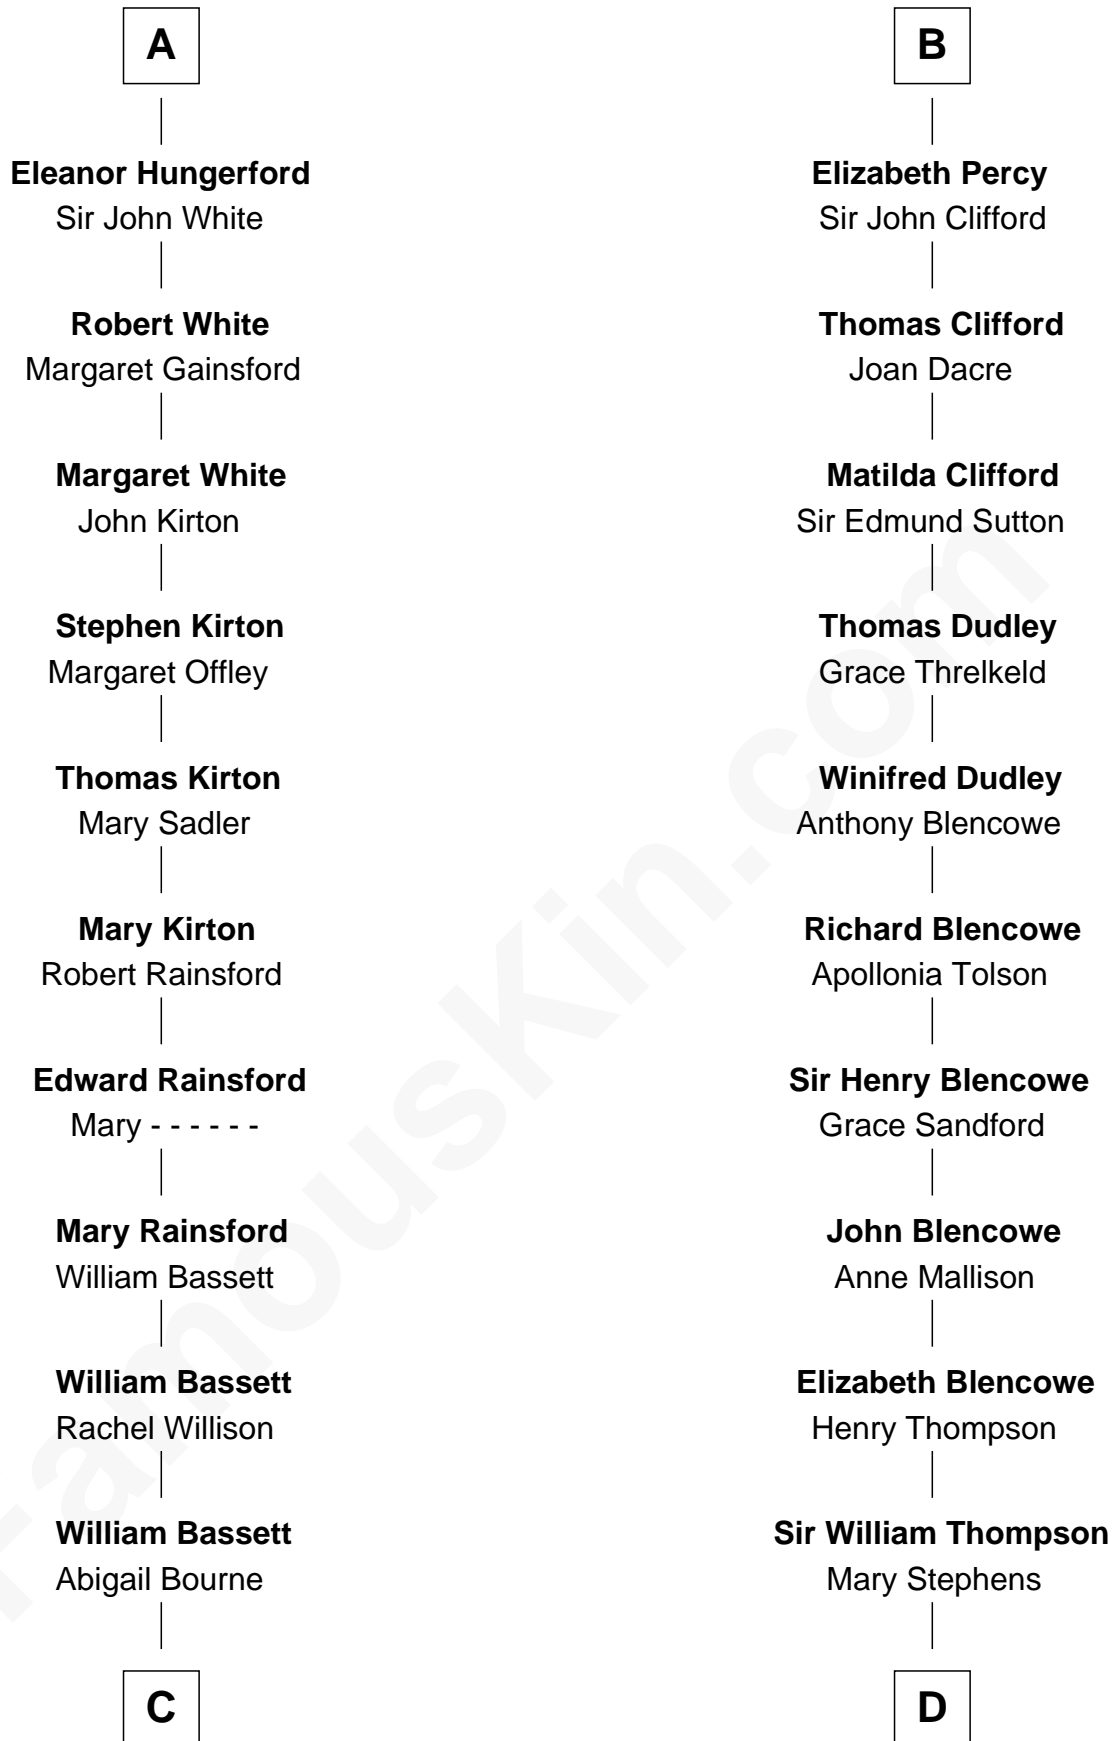 A
Eleanor Hungerford
Sir John White
Robert White
Margaret Gainsford
Margaret White
John Kirton
Stephen Kirton
Margaret Offley
Thomas Kirton
Mary Sadler
Mary Kirton
Robert Rainsford
Edward Rainsford
Mary - - - - - -
Mary Rainsford
William Bassett
William Bassett
Rachel Willison
William Bassett
Abigail Bourne
C
B
Elizabeth Percy
Sir John Clifford
Thomas Clifford
Joan Dacre
Matilda Clifford
Sir Edmund Sutton
Thomas Dudley
Grace Threlkeld
Winifred Dudley
Anthony Blencowe
Richard Blencowe
Apollonia Tolson
Sir Henry Blencowe
Grace Sandford
John Blencowe
Anne Mallison
Elizabeth Blencowe
Henry Thompson
Sir William Thompson
Mary Stephens
D
FamousKin.com